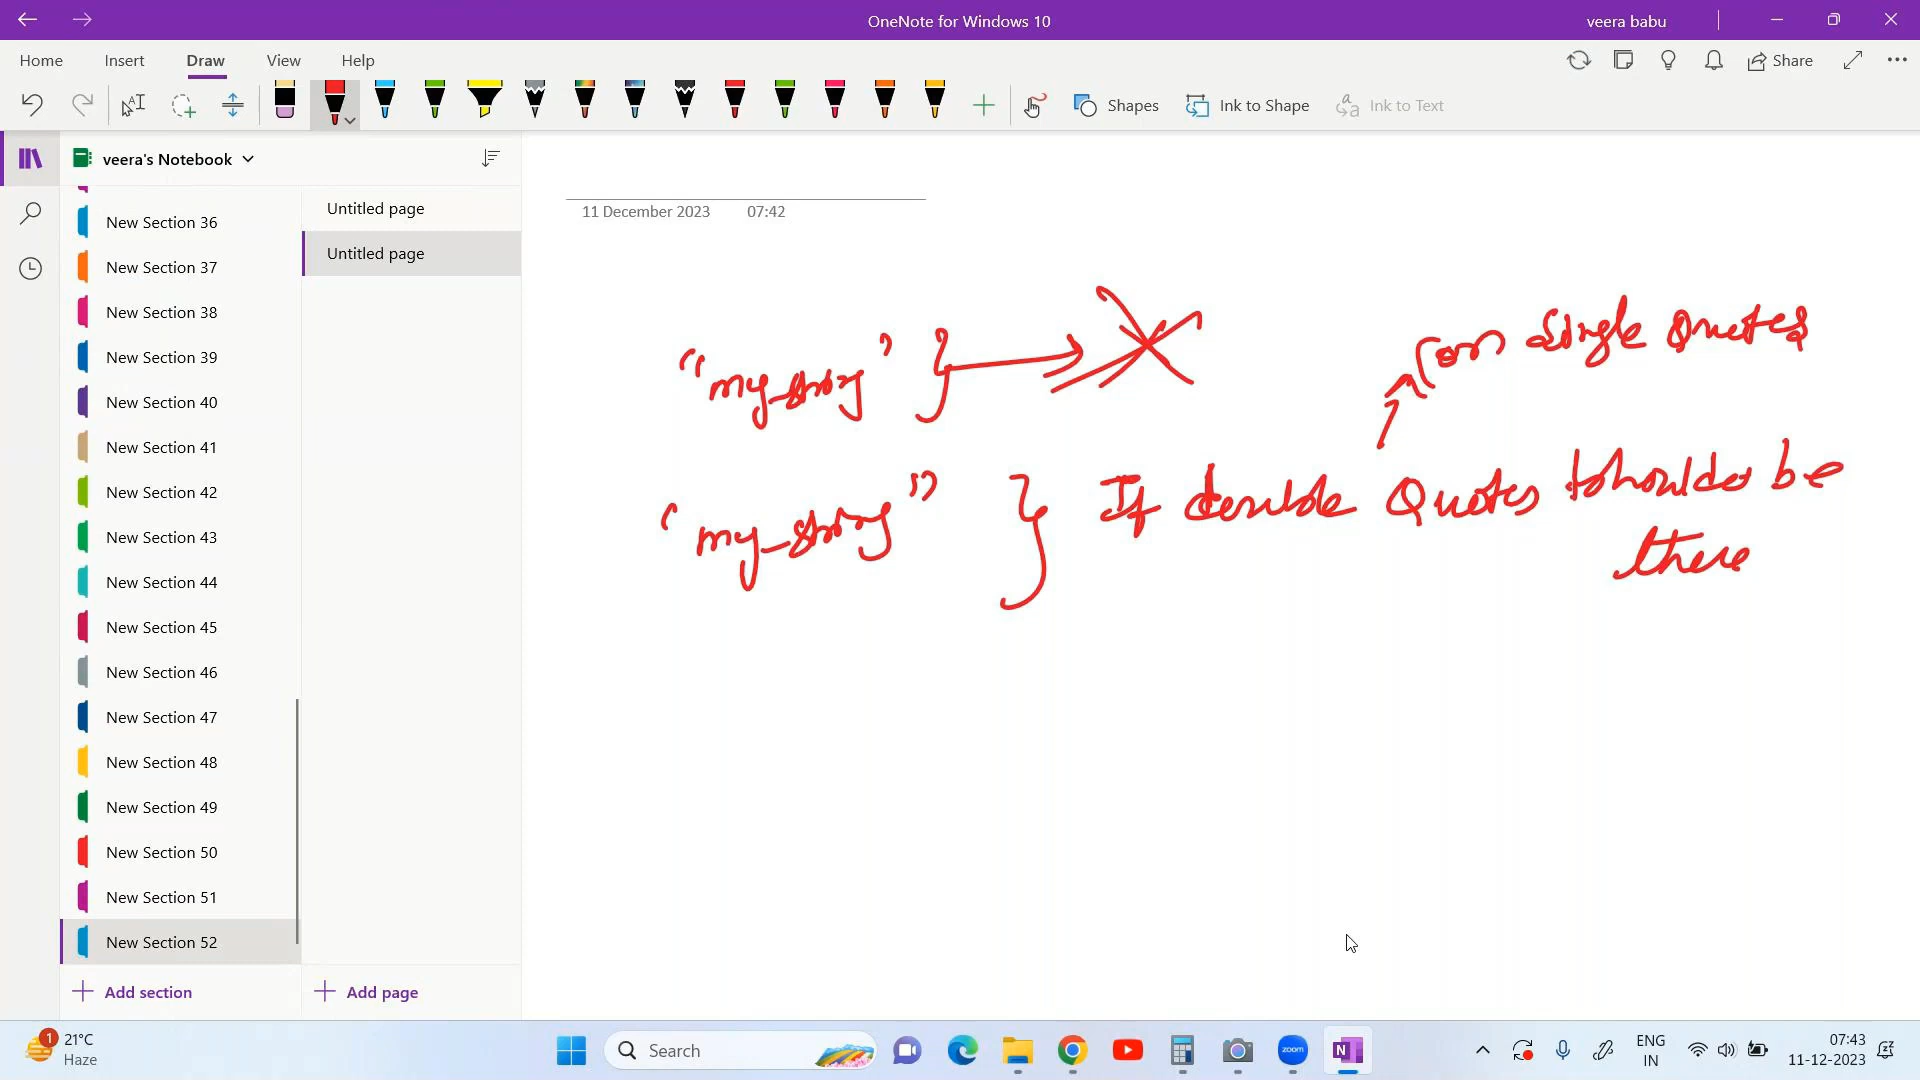 OneNote for Windows 10
veera babu
Home Insert Draw View Help
Share
Shapes Ink to Shape Ink to Text
veera's Notebook
New Section 36
New Section 37
New Section 38
New Section 39
New Section 40
New Section 41
New Section 42
New Section 43
New Section 44
New Section 45
New Section 46
New Section 47
New Section 48
New Section 49
New Section 50
New Section 51
New Section 52
Add section
Untitled page
Untitled page
Add page
11 December 2023 07:42
"my_string'
(or) Single Quotes
'my_string" } If double Quotes should be
there
1
21°C
Haze
Search
zoom
N
ENG
IN
07:43
11-12-2023